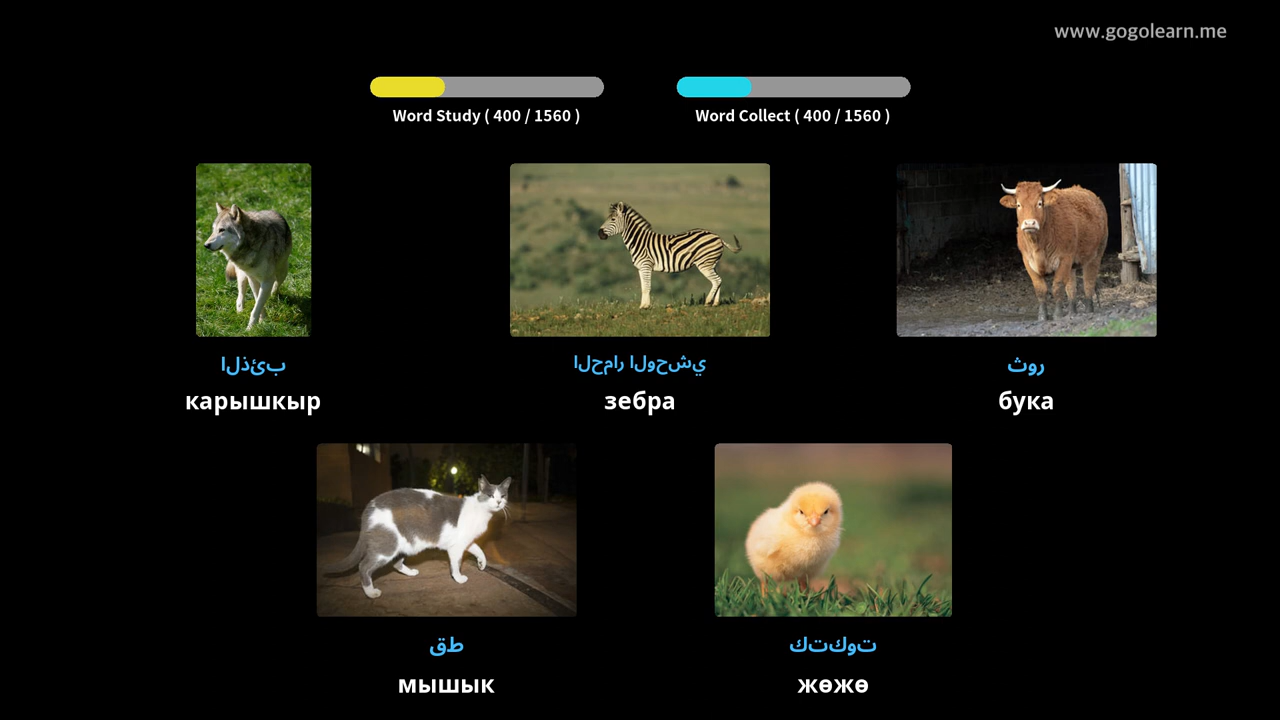 www.gogolearn.me
Word Study ( 400 / 1560 )
Word Collect ( 400 / 1560 )
الذئب
карышкыр
الحمار الوحشي
зебра
ثور
бука
قط
мышык
كتكوت
жөжө